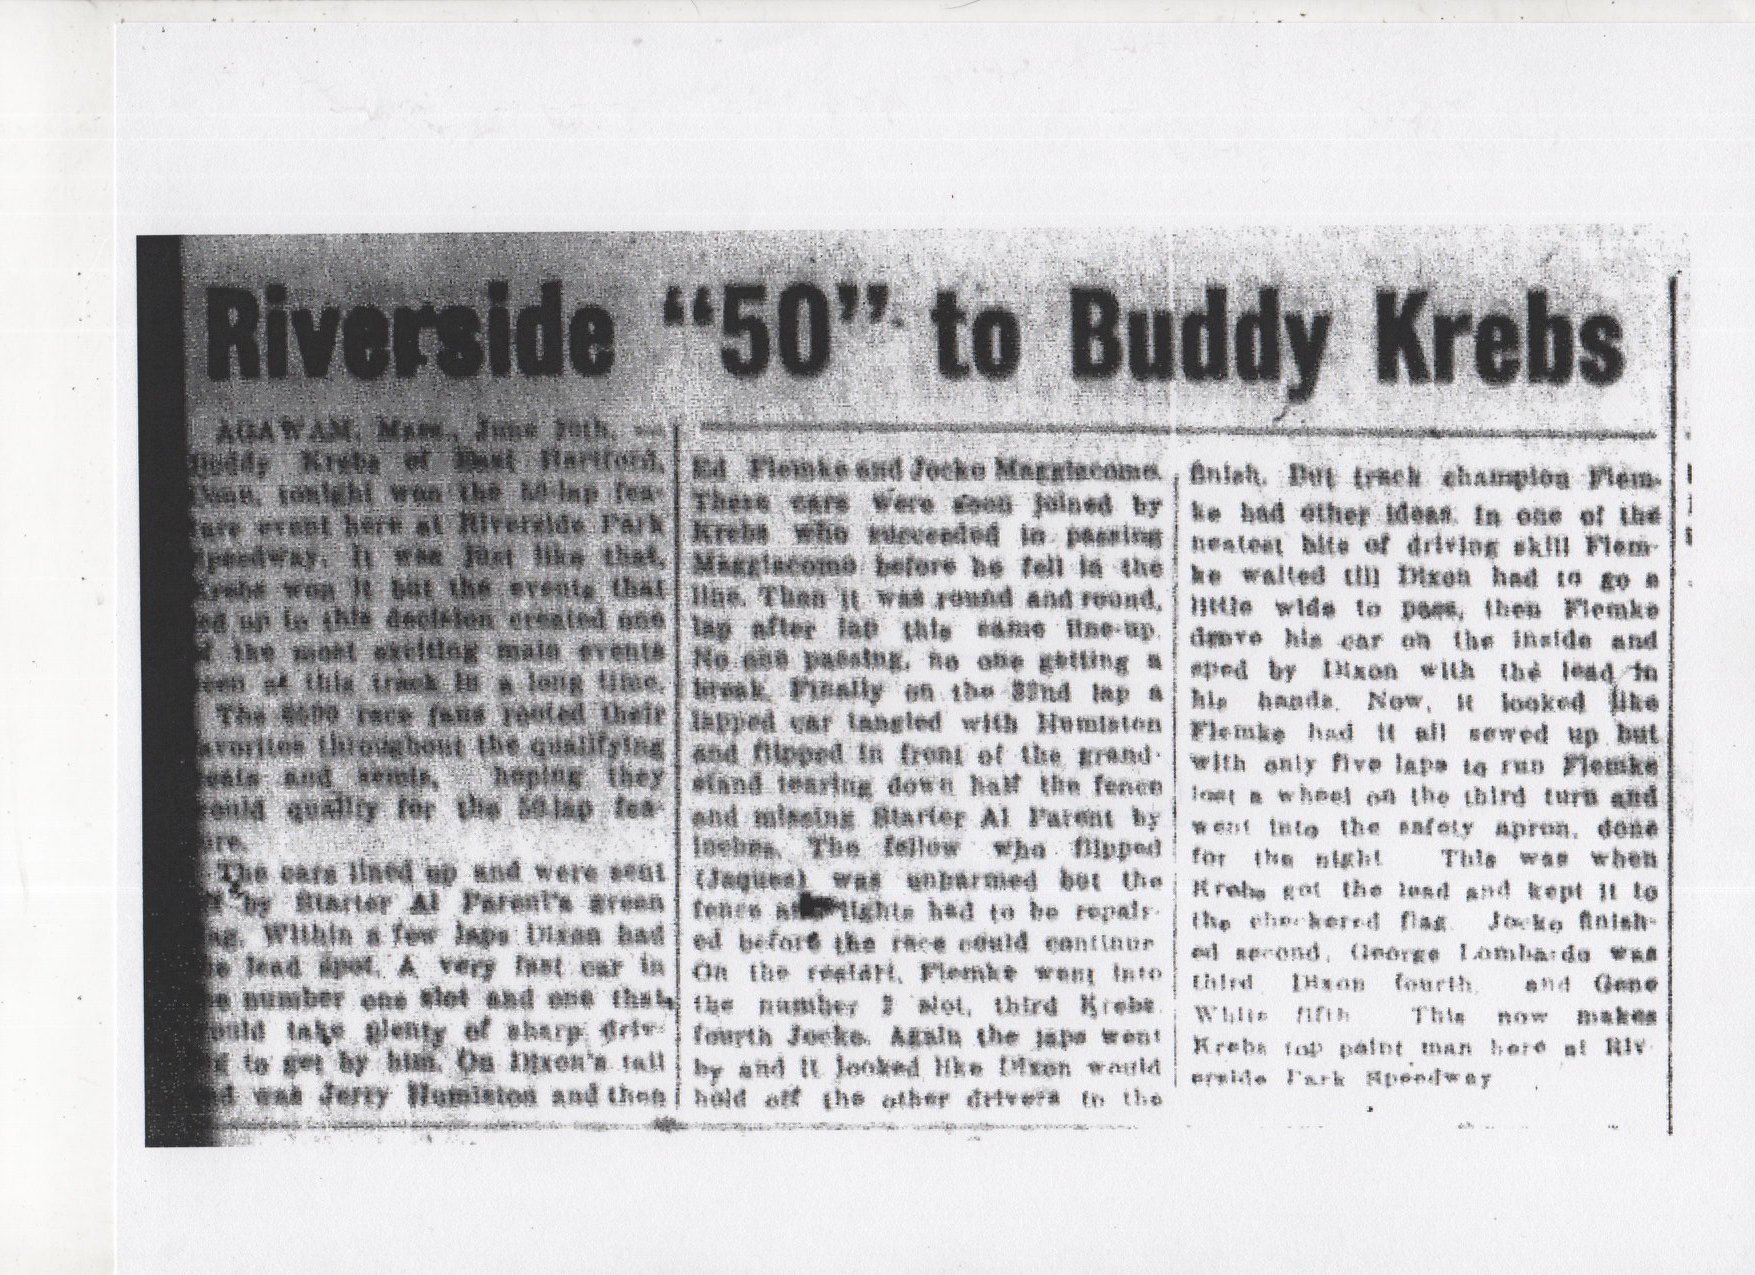 Riverside “50” to Buddy Krebs
AGAWAM, Mass., June —
Buddy Krebs of East Hartford,
Conn. tonight won the 50-lap fea-
ture event here at Riverside Park
Speedway. It was just like that,
Krebs won it but the events that
led up to this decision created one
of the most exciting main events
seen at this track in a long time.
The race fans rooted their
favorites throughout the qualifying
heats and semis, hoping they
would qualify for the 50-lap fea-
ture.
The cars lined up and were sent
off by Starter Al Parent's green
flag. Within a few laps Dixon had
the lead spot. A very fast car in
the number one slot and one that
would take plenty of sharp driv-
ing to get by him. On Dixon's tail
end was Jerry Humiston and then
Ed Flemke and Jocko Maggiacomo.
These cars were soon joined by
Krebs who succeeded in passing
Maggiacomo before he fell in the
line. Then it was round and round,
lap after lap this same line-up.
No one passing, no one getting a
break. Finally on the 32nd lap a
lapped car tangled with Humiston
and flipped in front of the grand-
stand tearing down half the fence
and missing Starter Al Parent by
inches. The fellow who flipped
(Jaques) was unharmed but the
fence and lights had to be repair-
ed before the race could continue
On the restart, Flemke went into
the number 2 slot, third Krebs
fourth Jocko. Again the laps went
by and it looked like Dixon would
hold off the other drivers to the
finish. But track champion Flem-
ke had other ideas. In one of the
neatest bits of driving skill Flem-
ke waited till Dixon had to go a
little wide to pass, then Flemke
drove his car on the inside and
sped by Dixon with the lead in
his hands. Now, it looked like
Flemke had it all sewed up but
with only five laps to run Flemke
lost a wheel on the third turn and
went into the safety apron, done
for the night This was when
Krebs got the lead and kept it to
the checkered flag Jocko finish-
ed second, George Lombardo was
third Dixon fourth, and Gene
White fifth This now makes
Krebs top point man here at Riv-
erside Park Speedway